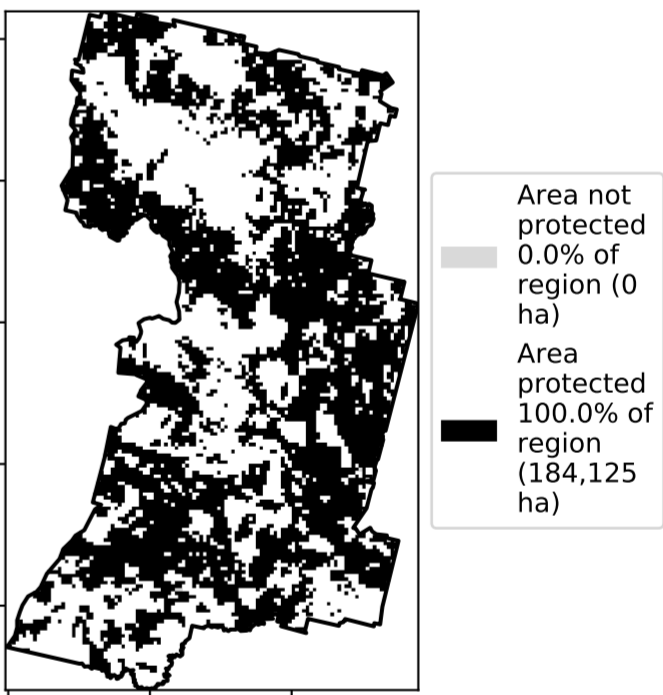 Area not
protected
0.0% of
region (0
ha)
Area
protected
100.0% of
region
(184,125
ha)